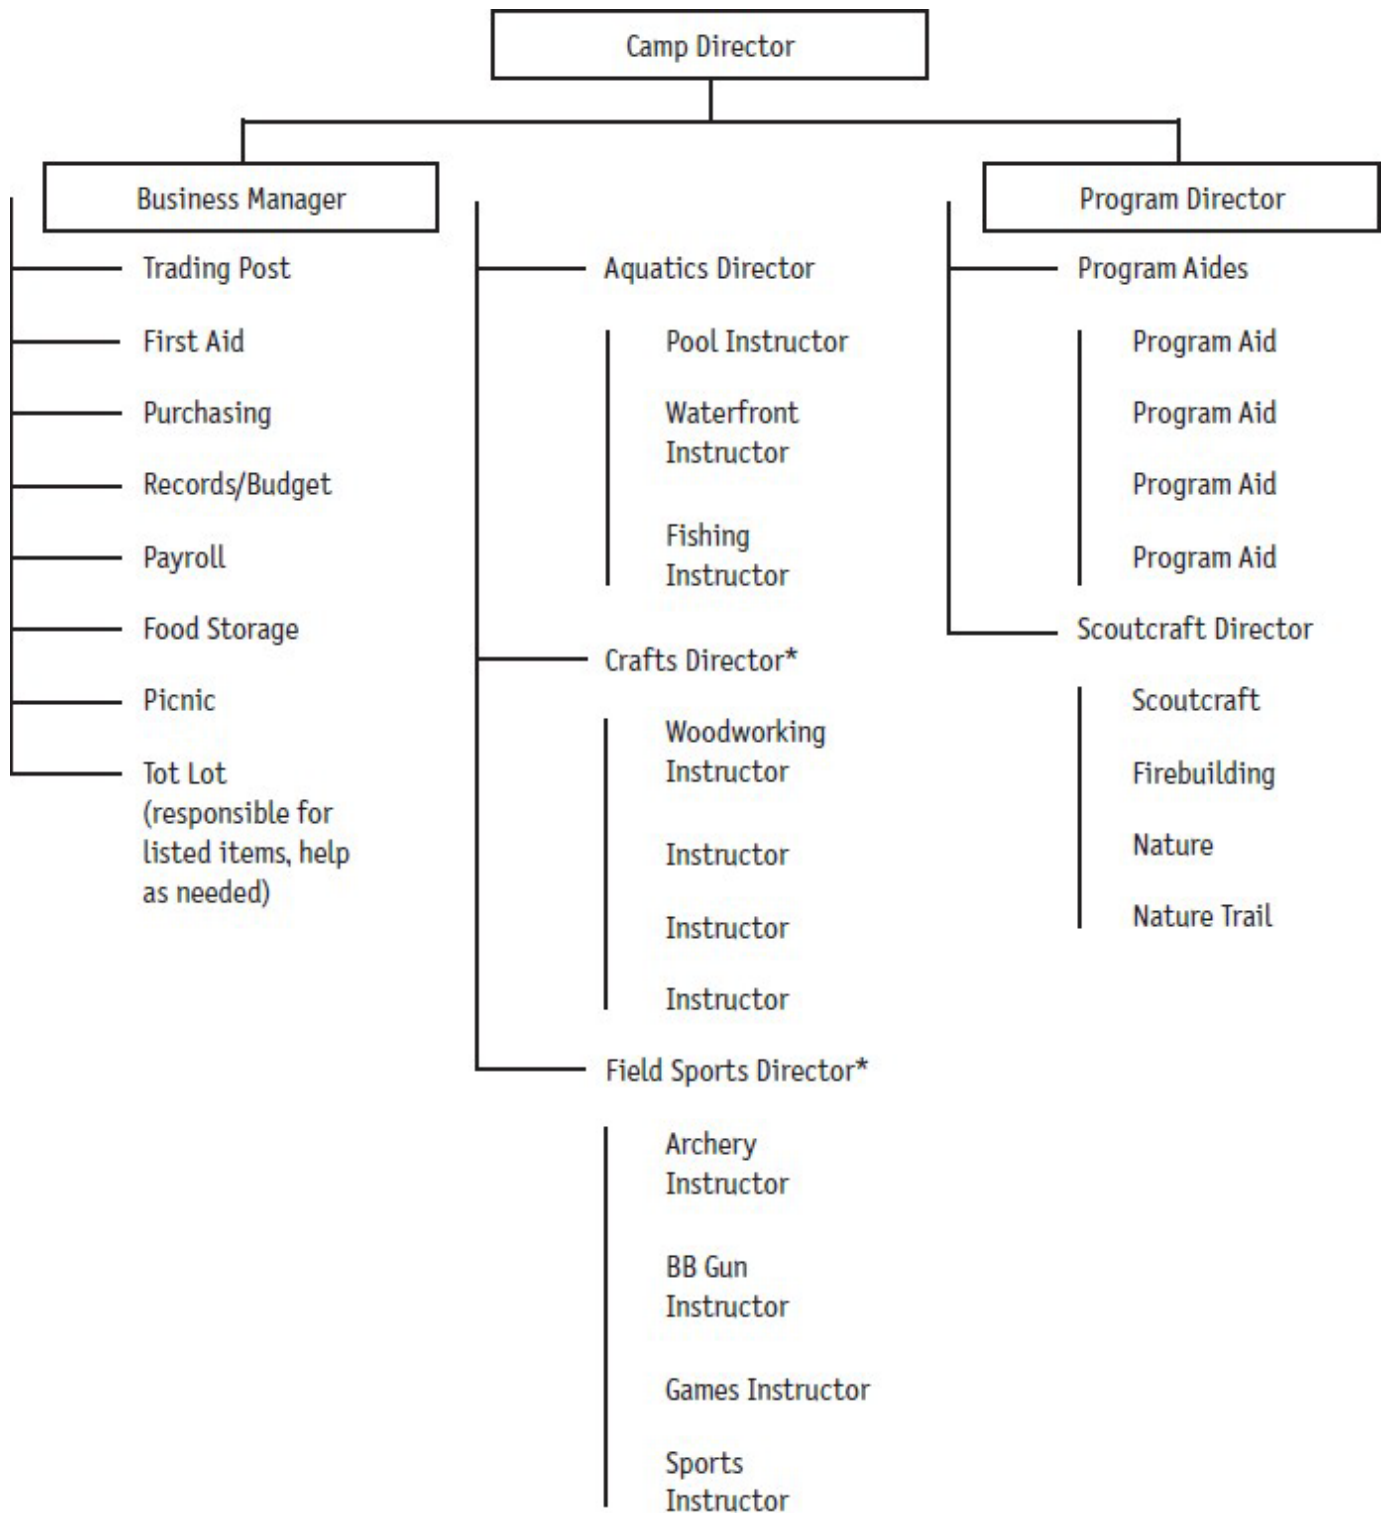 Camp Director
Business Manager
Trading Post
First Aid
Purchasing
Records/Budget
Payroll
Food Storage
Picnic
Tot Lot
(responsible for
listed items, help
as needed)
Aquatics Director
Pool Instructor
Waterfront
Instructor
Fishing
Instructor
Crafts Director*
Woodworking
Instructor
Instructor
Instructor
Instructor
Field Sports Director*
Archery
Instructor
BB Gun
Instructor
Games Instructor
Sports
Instructor
Program Director
Program Aides
Program Aid
Program Aid
Program Aid
Program Aid
Scoutcraft Director
Scoutcraft
Firebuilding
Nature
Nature Trail